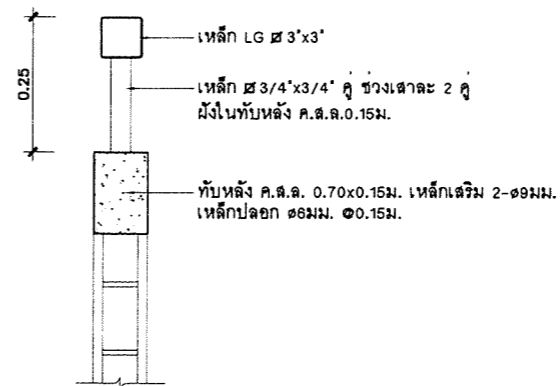 เหล็ก LG ⌷ 3"x3"
0.25
เหล็ก ⌷ 3/4"x3/4" คู่ ช่วงเสาละ 2 คู่
ฝังในทับหลัง ค.ส.ล.0.15ม.
ทับหลัง ค.ส.ล. 0.70x0.15ม. เหล็กเสริม 2-ø9มม.
เหล็กปลอก ø6มม. @0.15ม.